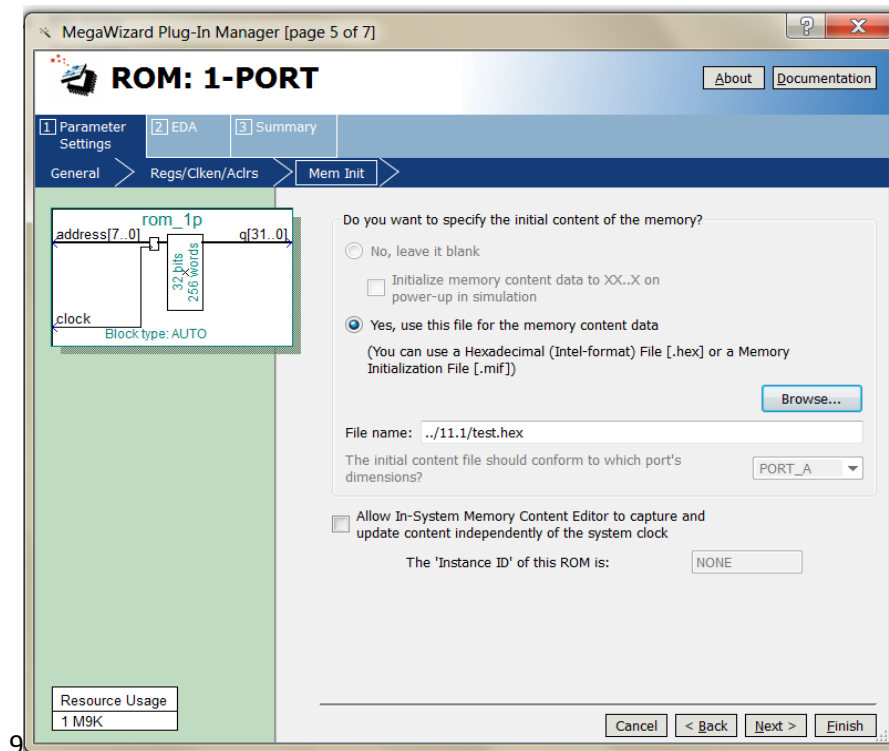 MegaWizard Plug-In Manager [page 5 of 7]
ROM: 1-PORT
About
Documentation
1 Parameter Settings
2 EDA
3 Summary
General
Regs/Clken/Aclrs
Mem Init
rom_1p
address[7..0]
q[31..0]
32 bits
256 words
clock
Block type: AUTO
Do you want to specify the initial content of the memory?
No, leave it blank
Initialize memory content data to XX..X on
power-up in simulation
Yes, use this file for the memory content data
(You can use a Hexadecimal (Intel-format) File [.hex] or a Memory
Initialization File [.mif])
Browse...
File name: ../11.1/test.hex
The initial content file should conform to which port's
dimensions?
PORT_A
Allow In-System Memory Content Editor to capture and
update content independently of the system clock
The 'Instance ID' of this ROM is:
NONE
Resource Usage
1 M9K
Cancel
< Back
Next >
Finish
9